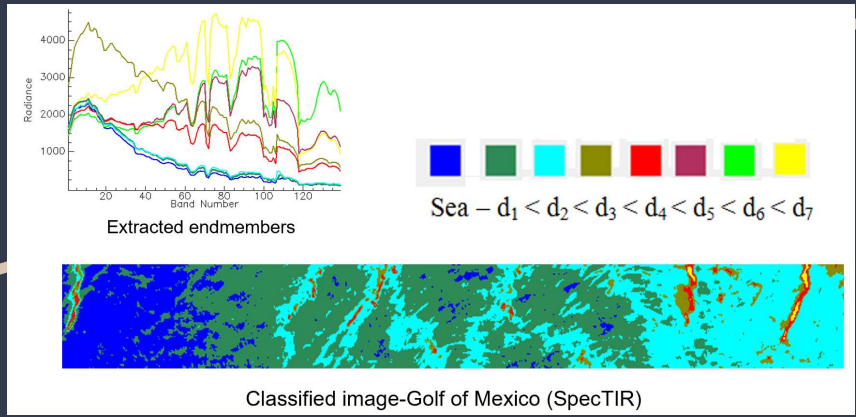 4000
3000
2000
1000
Radiance
20 40 60 80 100 120
Band Number
Extracted endmembers
Sea – d₁ < d₂ < d₃ < d₄ < d₅ < d₆ < d₇
Classified image-Golf of Mexico (SpecTIR)